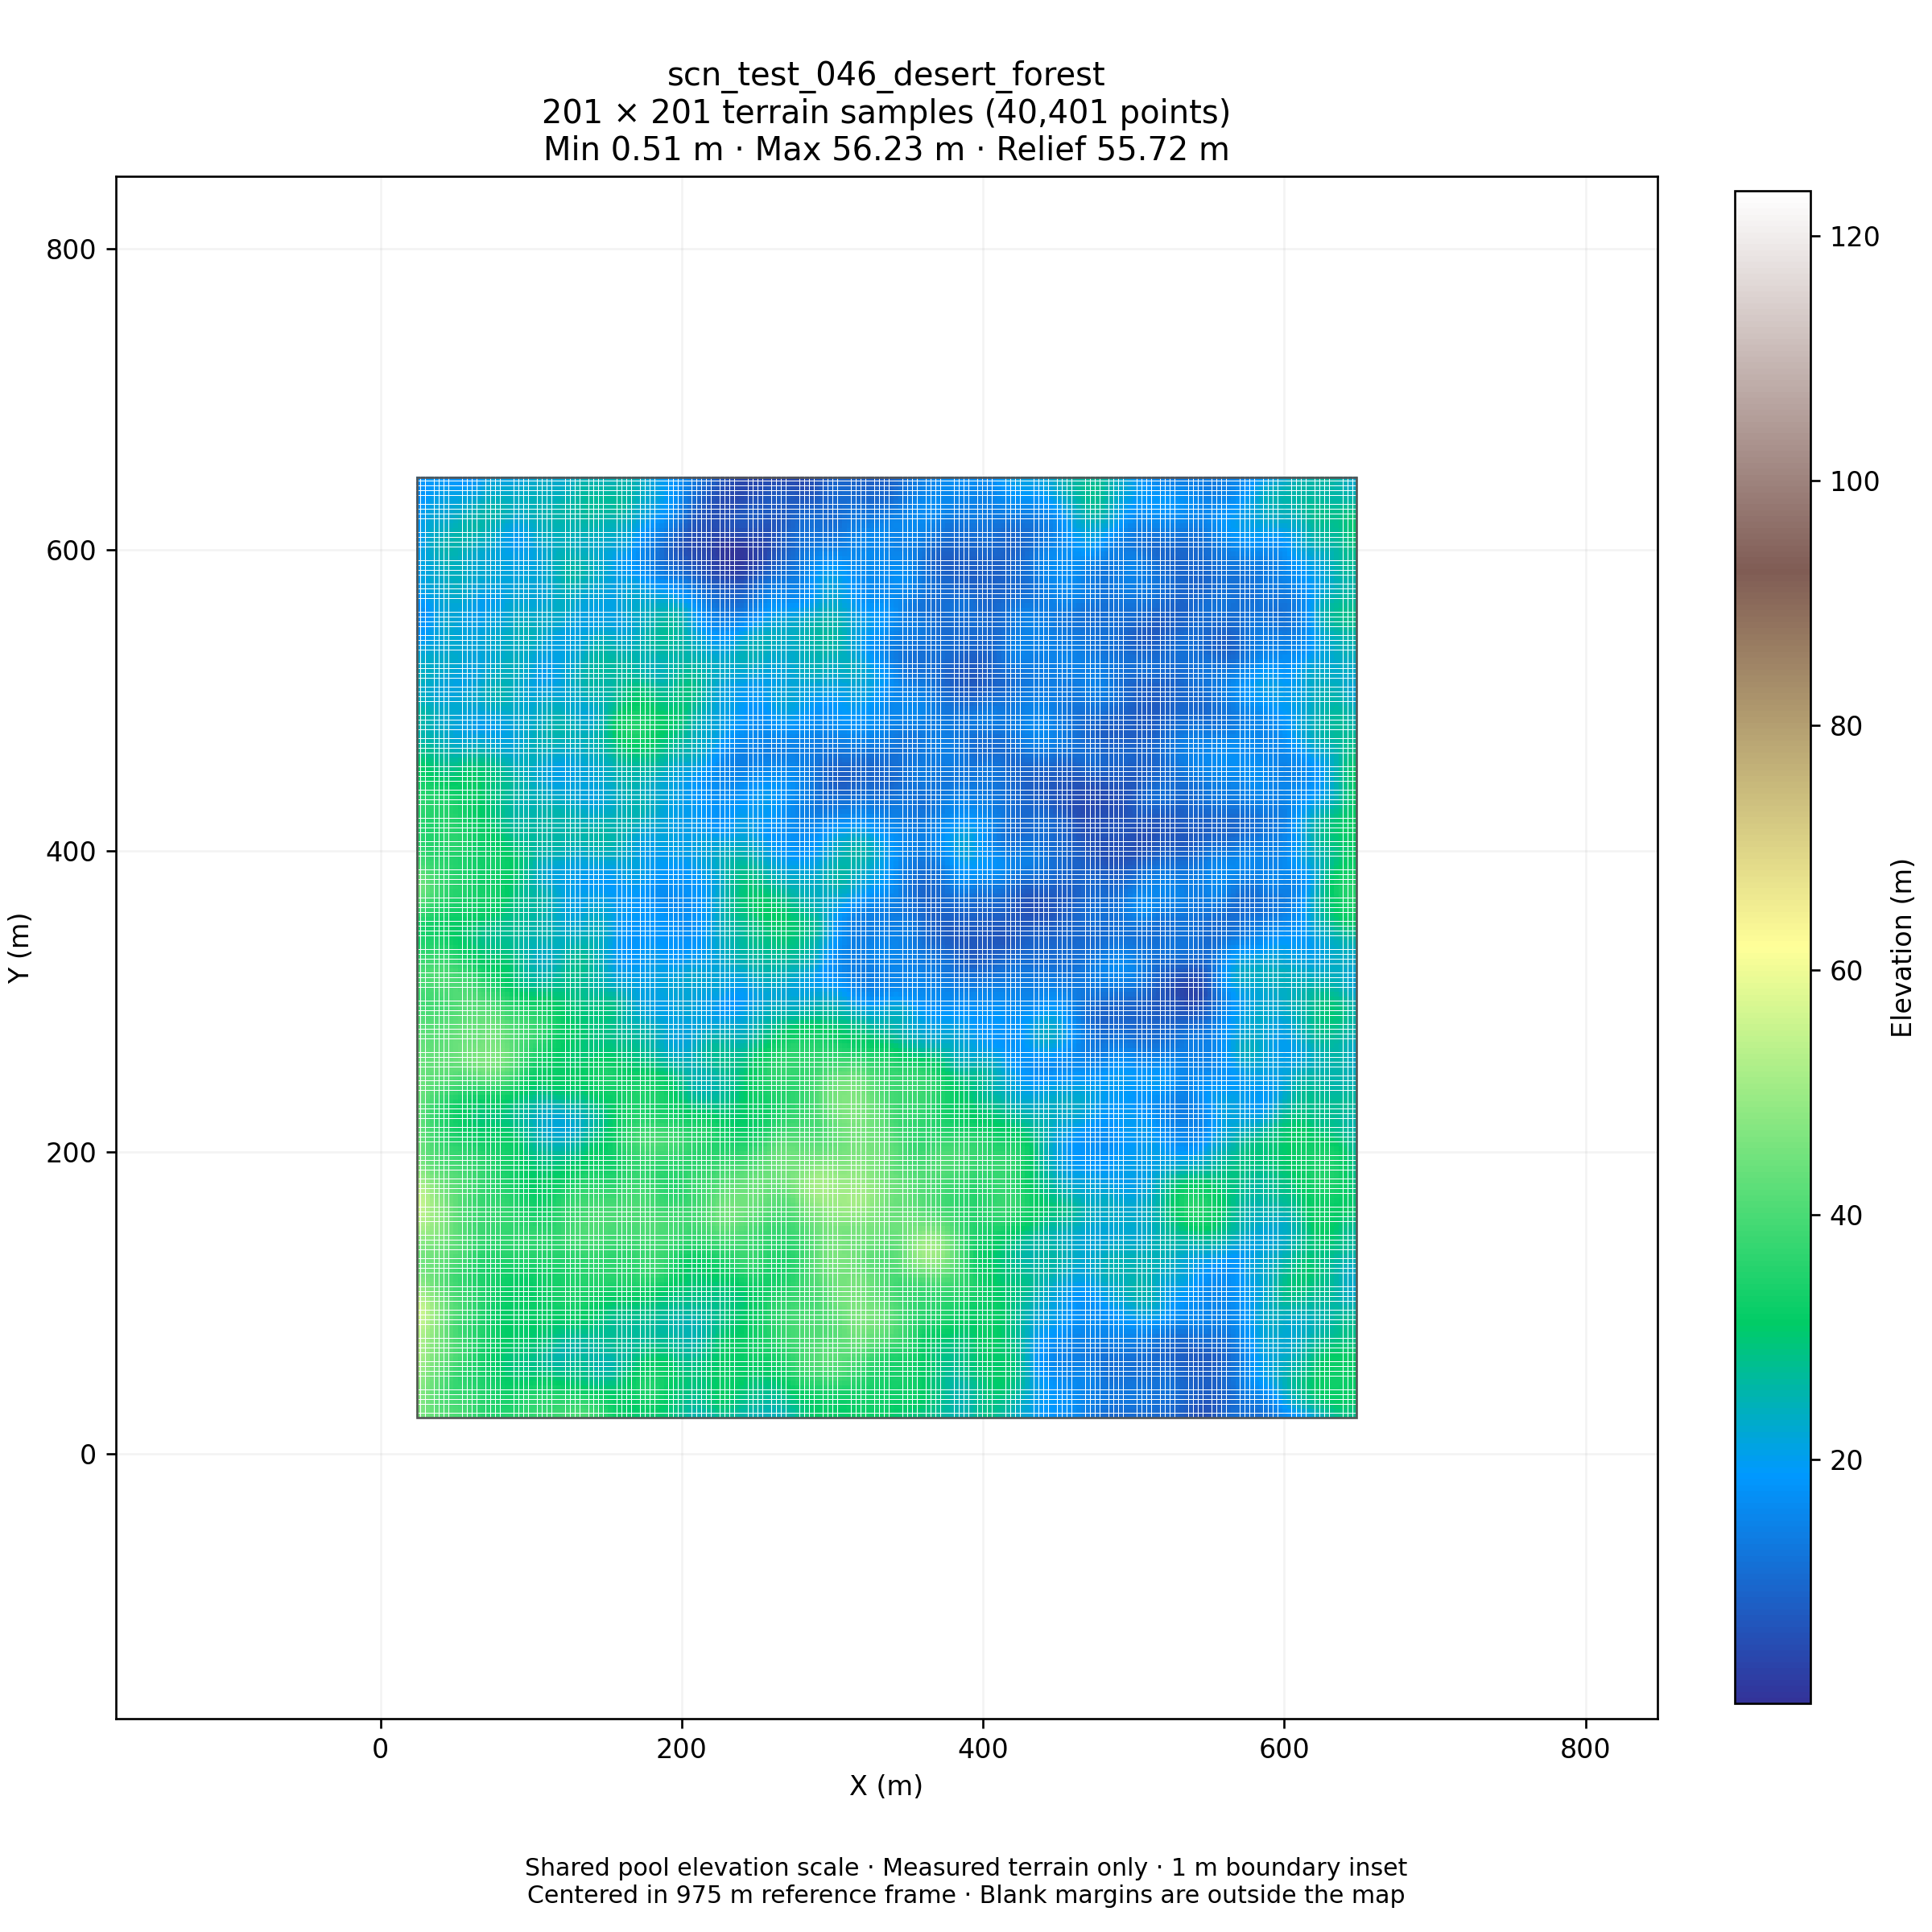 scn_test_046_desert_forest
201 × 201 terrain samples (40,401 points)
Min 0.51 m · Max 56.23 m · Relief 55.72 m
800
600
400
200
0
Y (m)
0
200
400
600
800
X (m)
120
100
80
60
40
20
Elevation (m)
Shared pool elevation scale · Measured terrain only · 1 m boundary inset
Centered in 975 m reference frame · Blank margins are outside the map